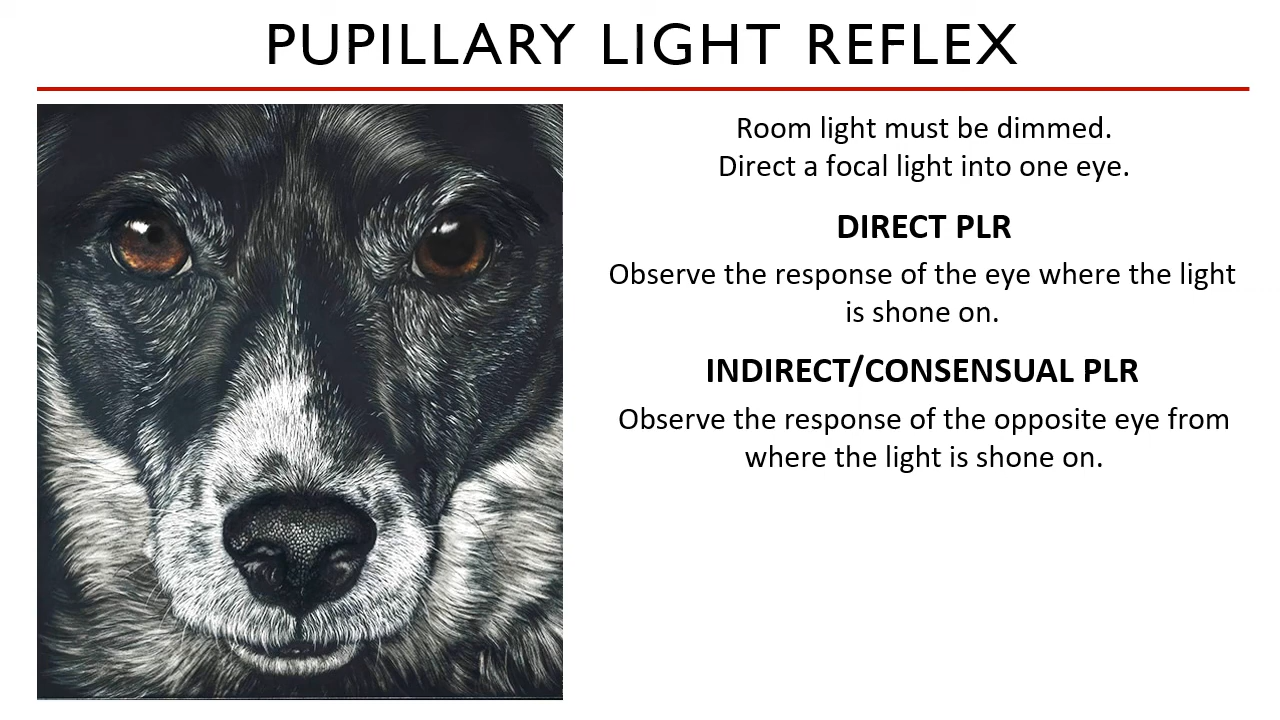 PUPILLARY LIGHT REFLEX
Room light must be dimmed.
Direct a focal light into one eye.
DIRECT PLR
Observe the response of the eye where the light
is shone on.
INDIRECT/CONSENSUAL PLR
Observe the response of the opposite eye from
where the light is shone on.